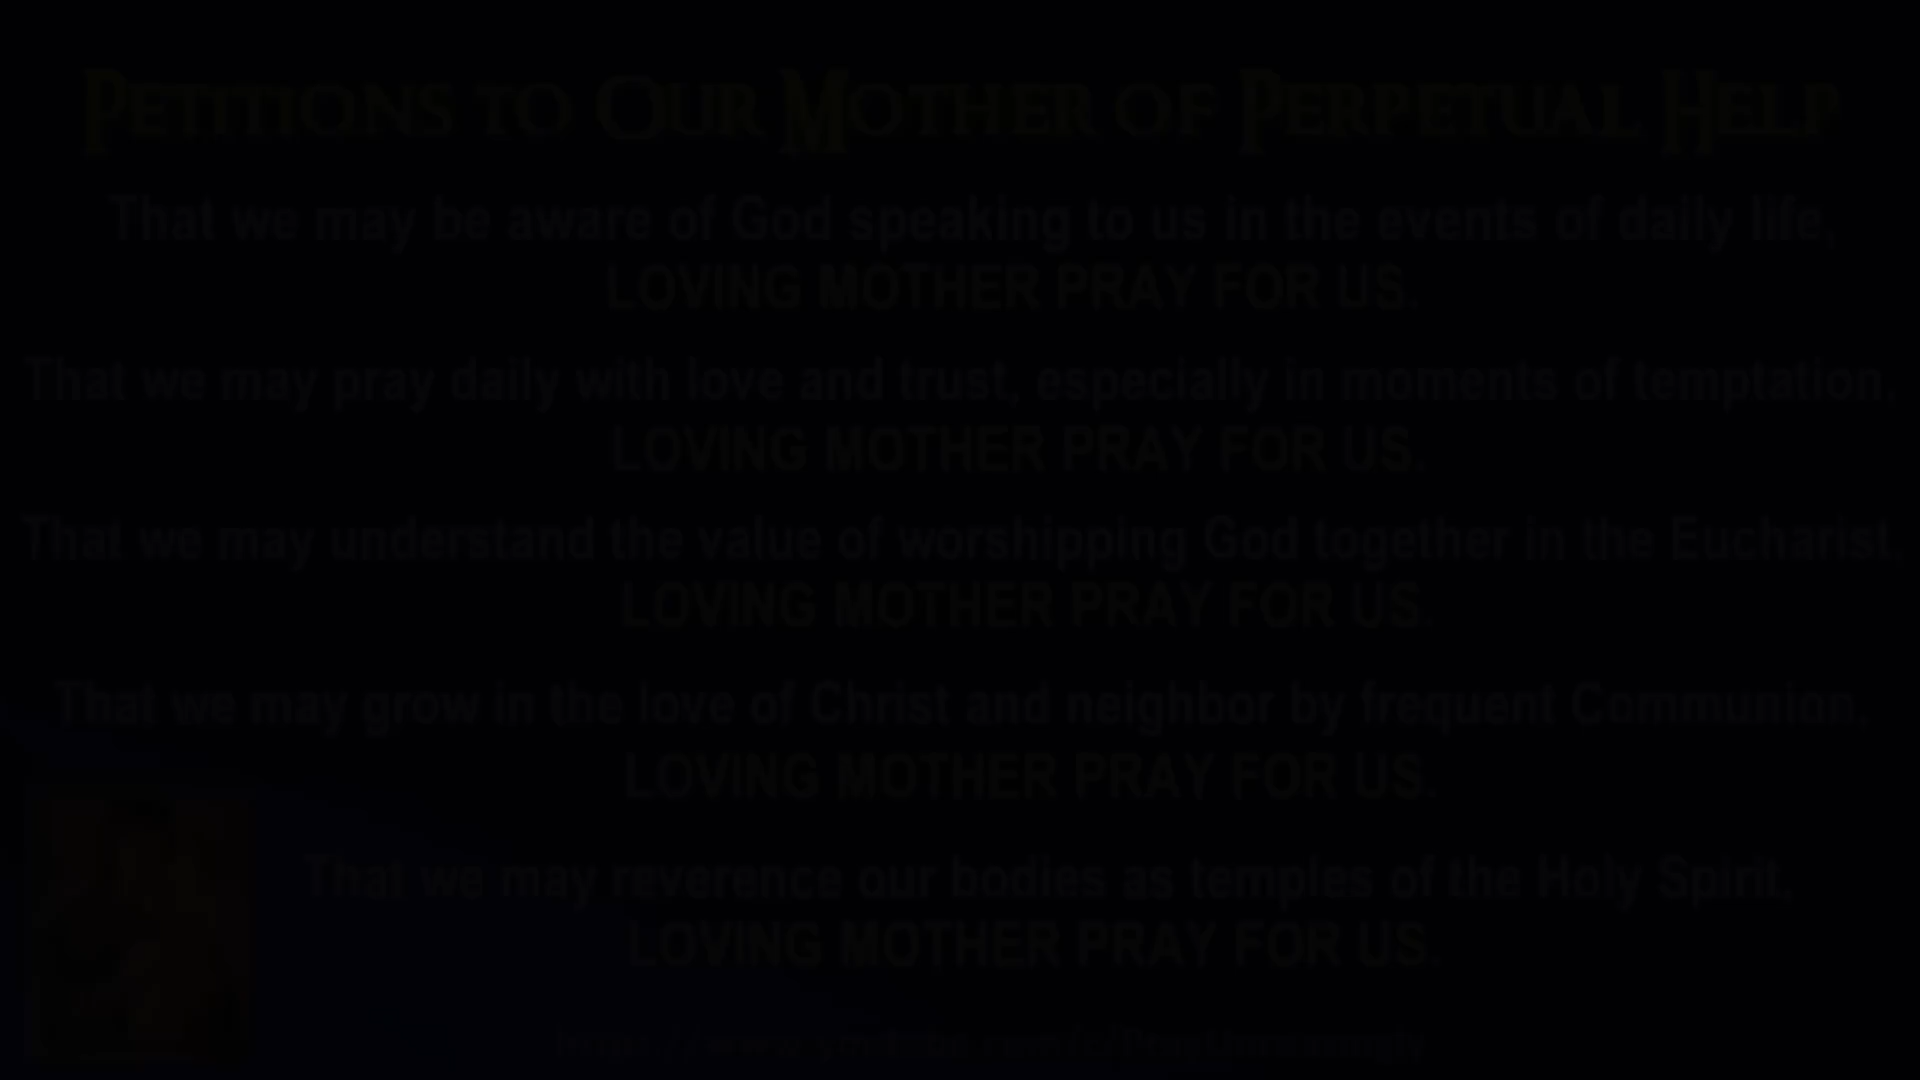 PETITIONS TO OUR MOTHER OF PERPETUAL HELP
That we may be aware of God speaking to us in the events of daily life,
LOVING MOTHER PRAY FOR US.
That we may pray daily with love and trust, especially in moments of temptation.
LOVING MOTHER PRAY FOR US.
That we may understand the value of worshipping God together in the Eucharist,
LOVING MOTHER PRAY FOR US.
That we may grow in the love of Christ and neighbor by frequent Communion.
LOVING MOTHER PRAY FOR US.
That we may reverence our bodies as temples of the Holy Spirit.
LOVING MOTHER PRAY FOR US.